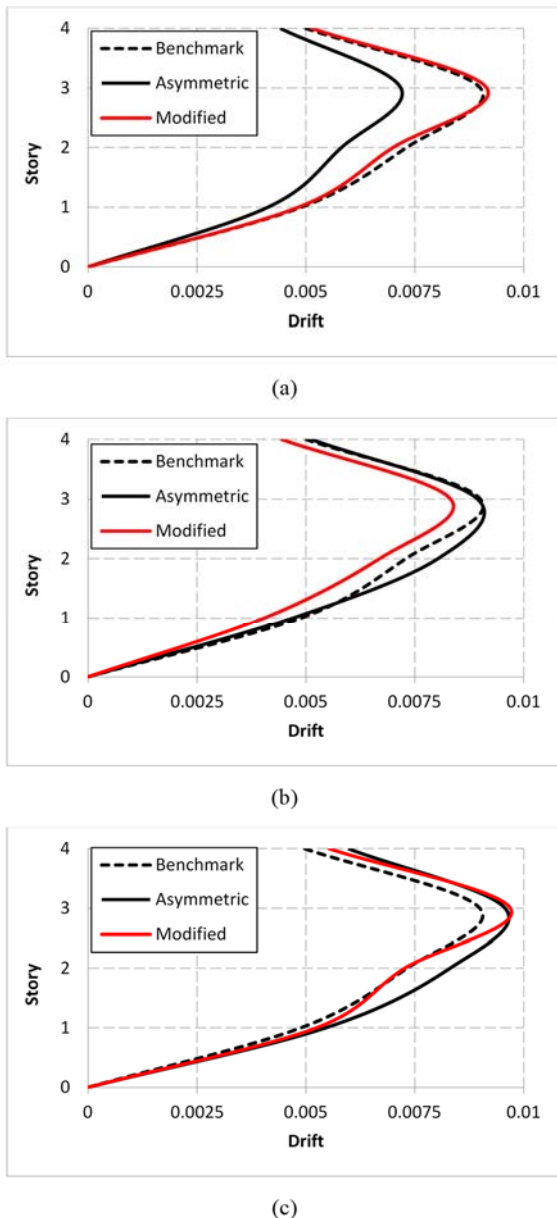 4
3
2
1
0
Story
Benchmark
Asymmetric
Modified
0 0.0025 0.005 0.0075 0.01
Drift
(a)
4
3
2
1
0
Story
Benchmark
Asymmetric
Modified
0 0.0025 0.005 0.0075 0.01
Drift
(b)
4
3
2
1
0
Story
Benchmark
Asymmetric
Modified
0 0.0025 0.005 0.0075 0.01
Drift
(c)